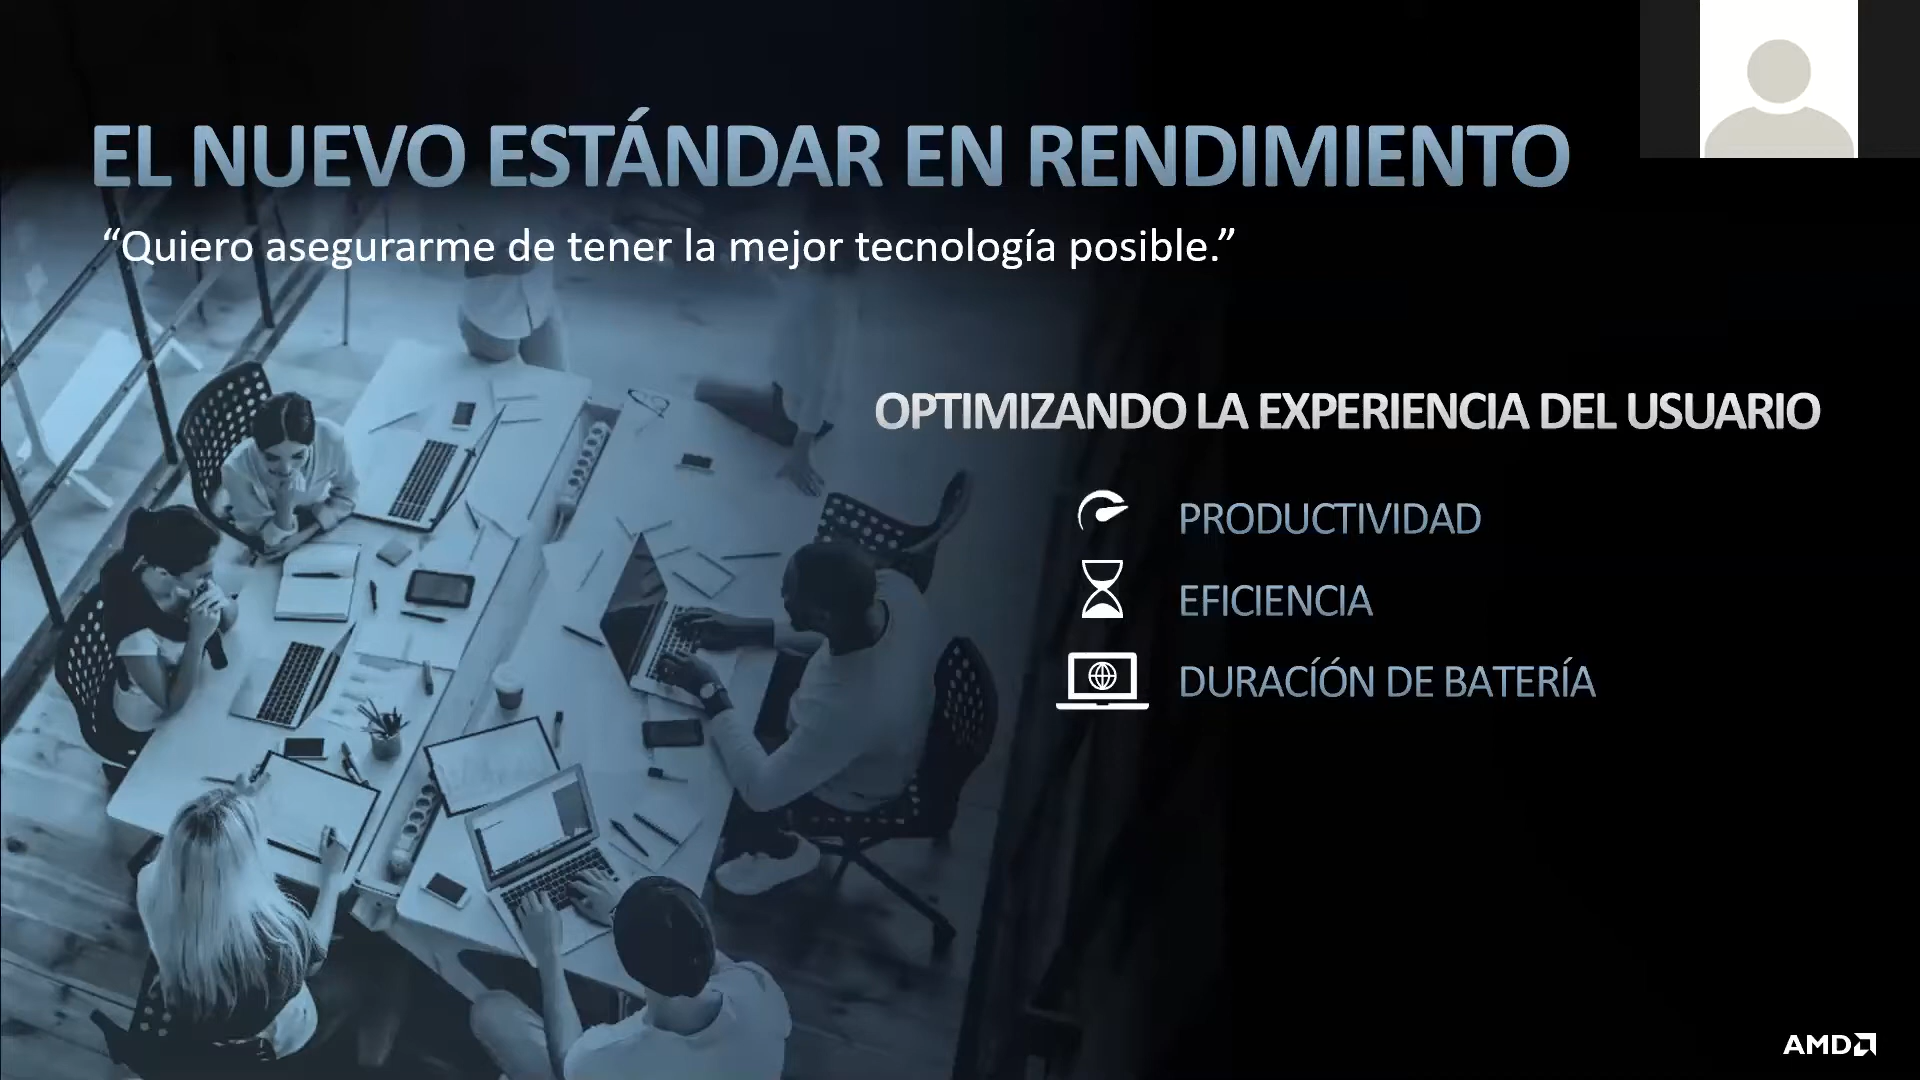 EL NUEVO ESTÁNDAR EN RENDIMIENTO
“Quiero asegurarme de tener la mejor tecnología posible.”
OPTIMIZANDO LA EXPERIENCIA DEL USUARIO
PRODUCTIVIDAD
EFICIENCIA
DURACÍÓN DE BATERÍA
AMD